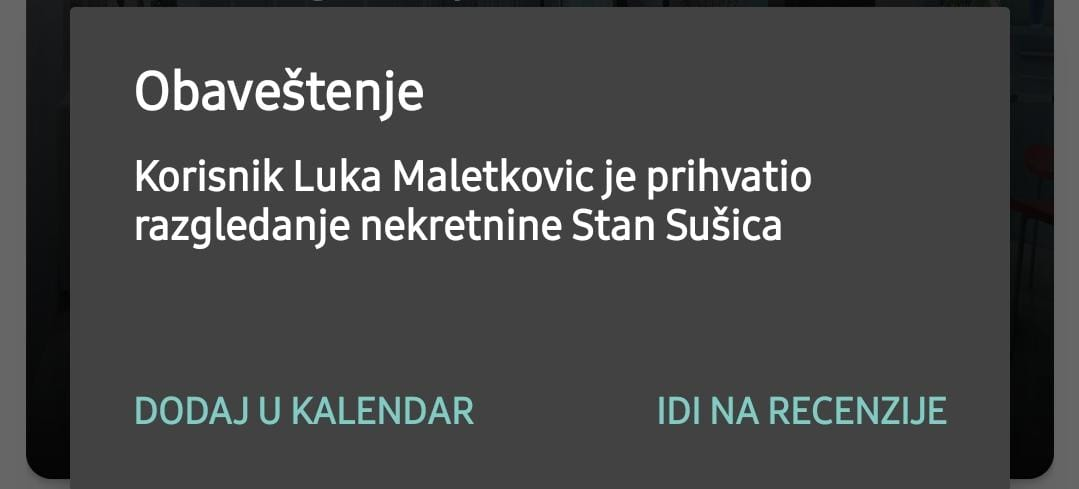 Obaveštenje
Korisnik Luka Maletkovic je prihvatio
razgledanje nekretnine Stan Sušica
DODAJ U KALENDAR
IDI NA RECENZIJE